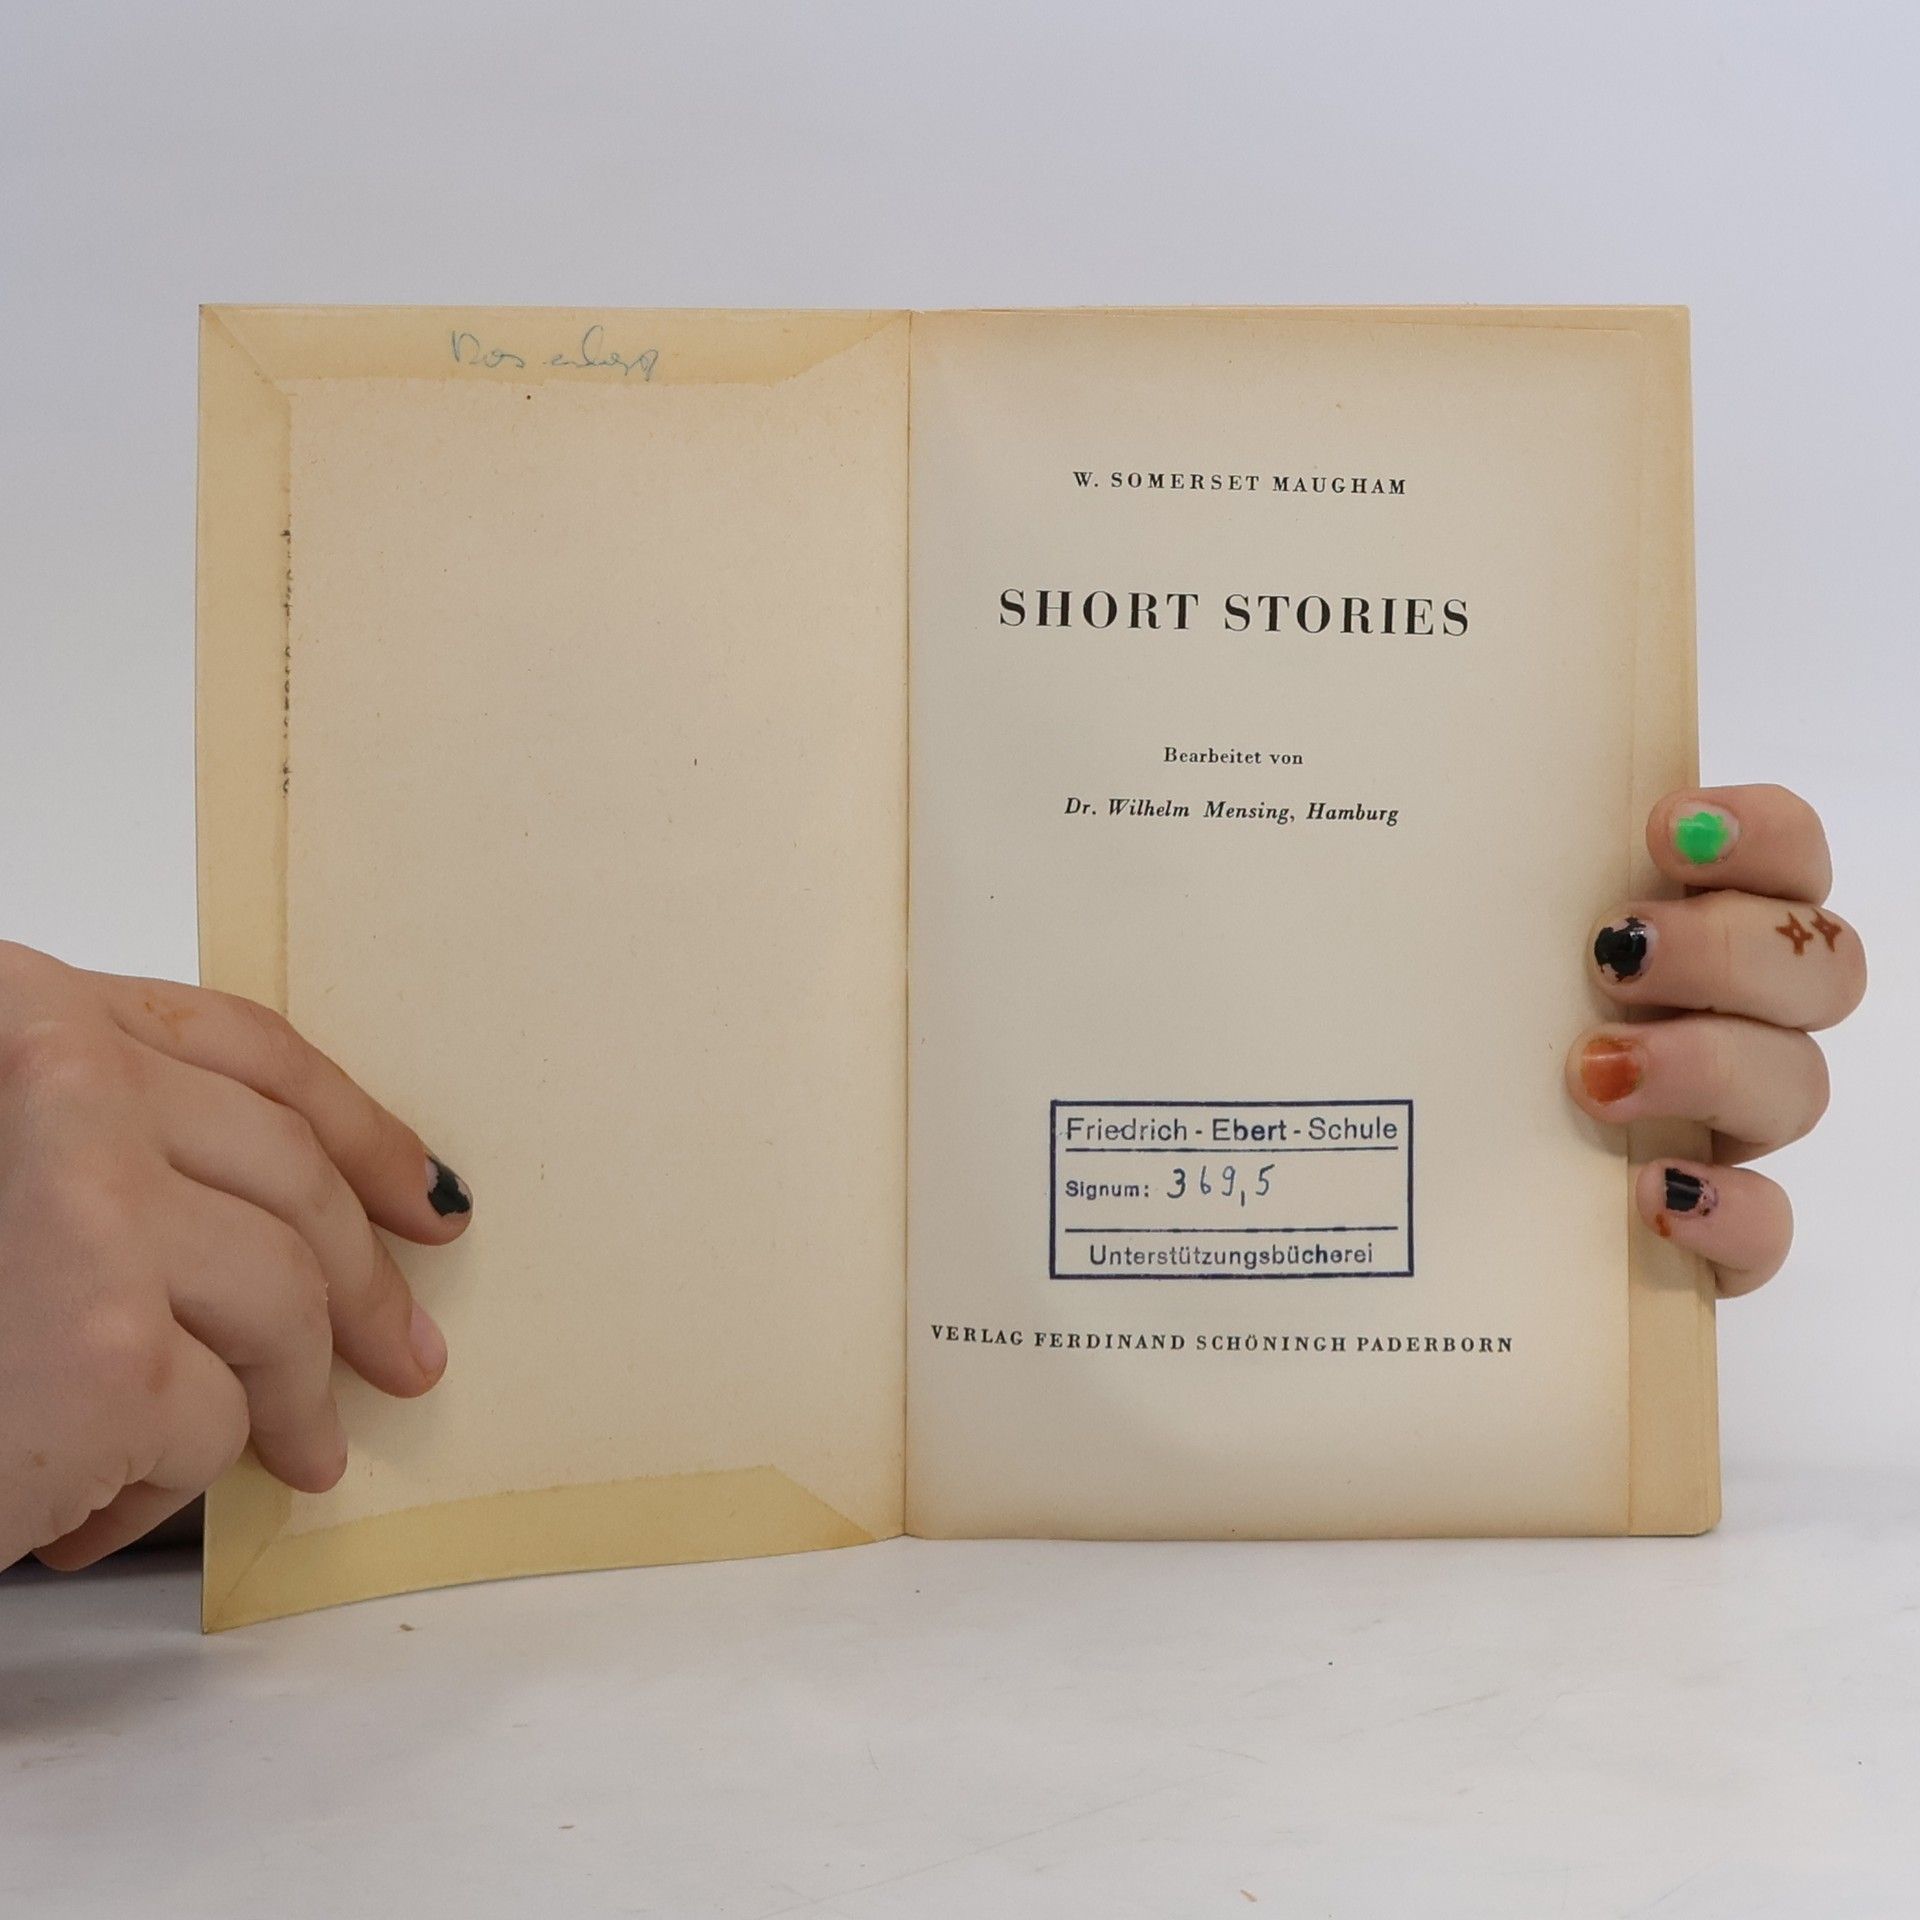 W. SOMERSET MAUGHAM
SHORT STORIES
Bearbeitet von
Dr. Wilhelm Mensing, Hamburg
Friedrich - Ebert - Schule
Signum: 369,5
Unterstützungsbücherei
VERLAG FERDINAND SCHÖNINGH PADERBORN